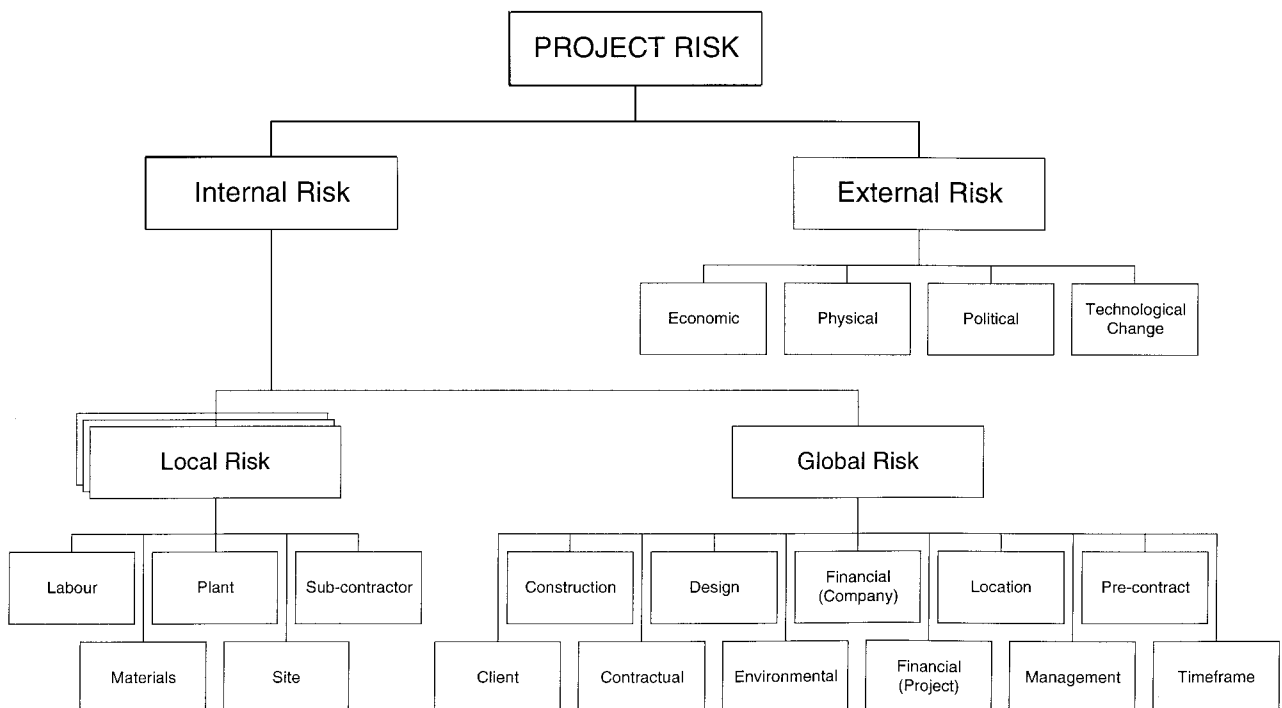 PROJECT RISK
Internal Risk
External Risk
Economic
Physical
Political
Technological
Change
Local Risk
Global Risk
Labour
Plant
Sub-contractor
Construction
Design
Financial
(Company)
Location
Pre-contract
Materials
Site
Client
Contractual
Environmental
Financial
(Project)
Management
Timeframe